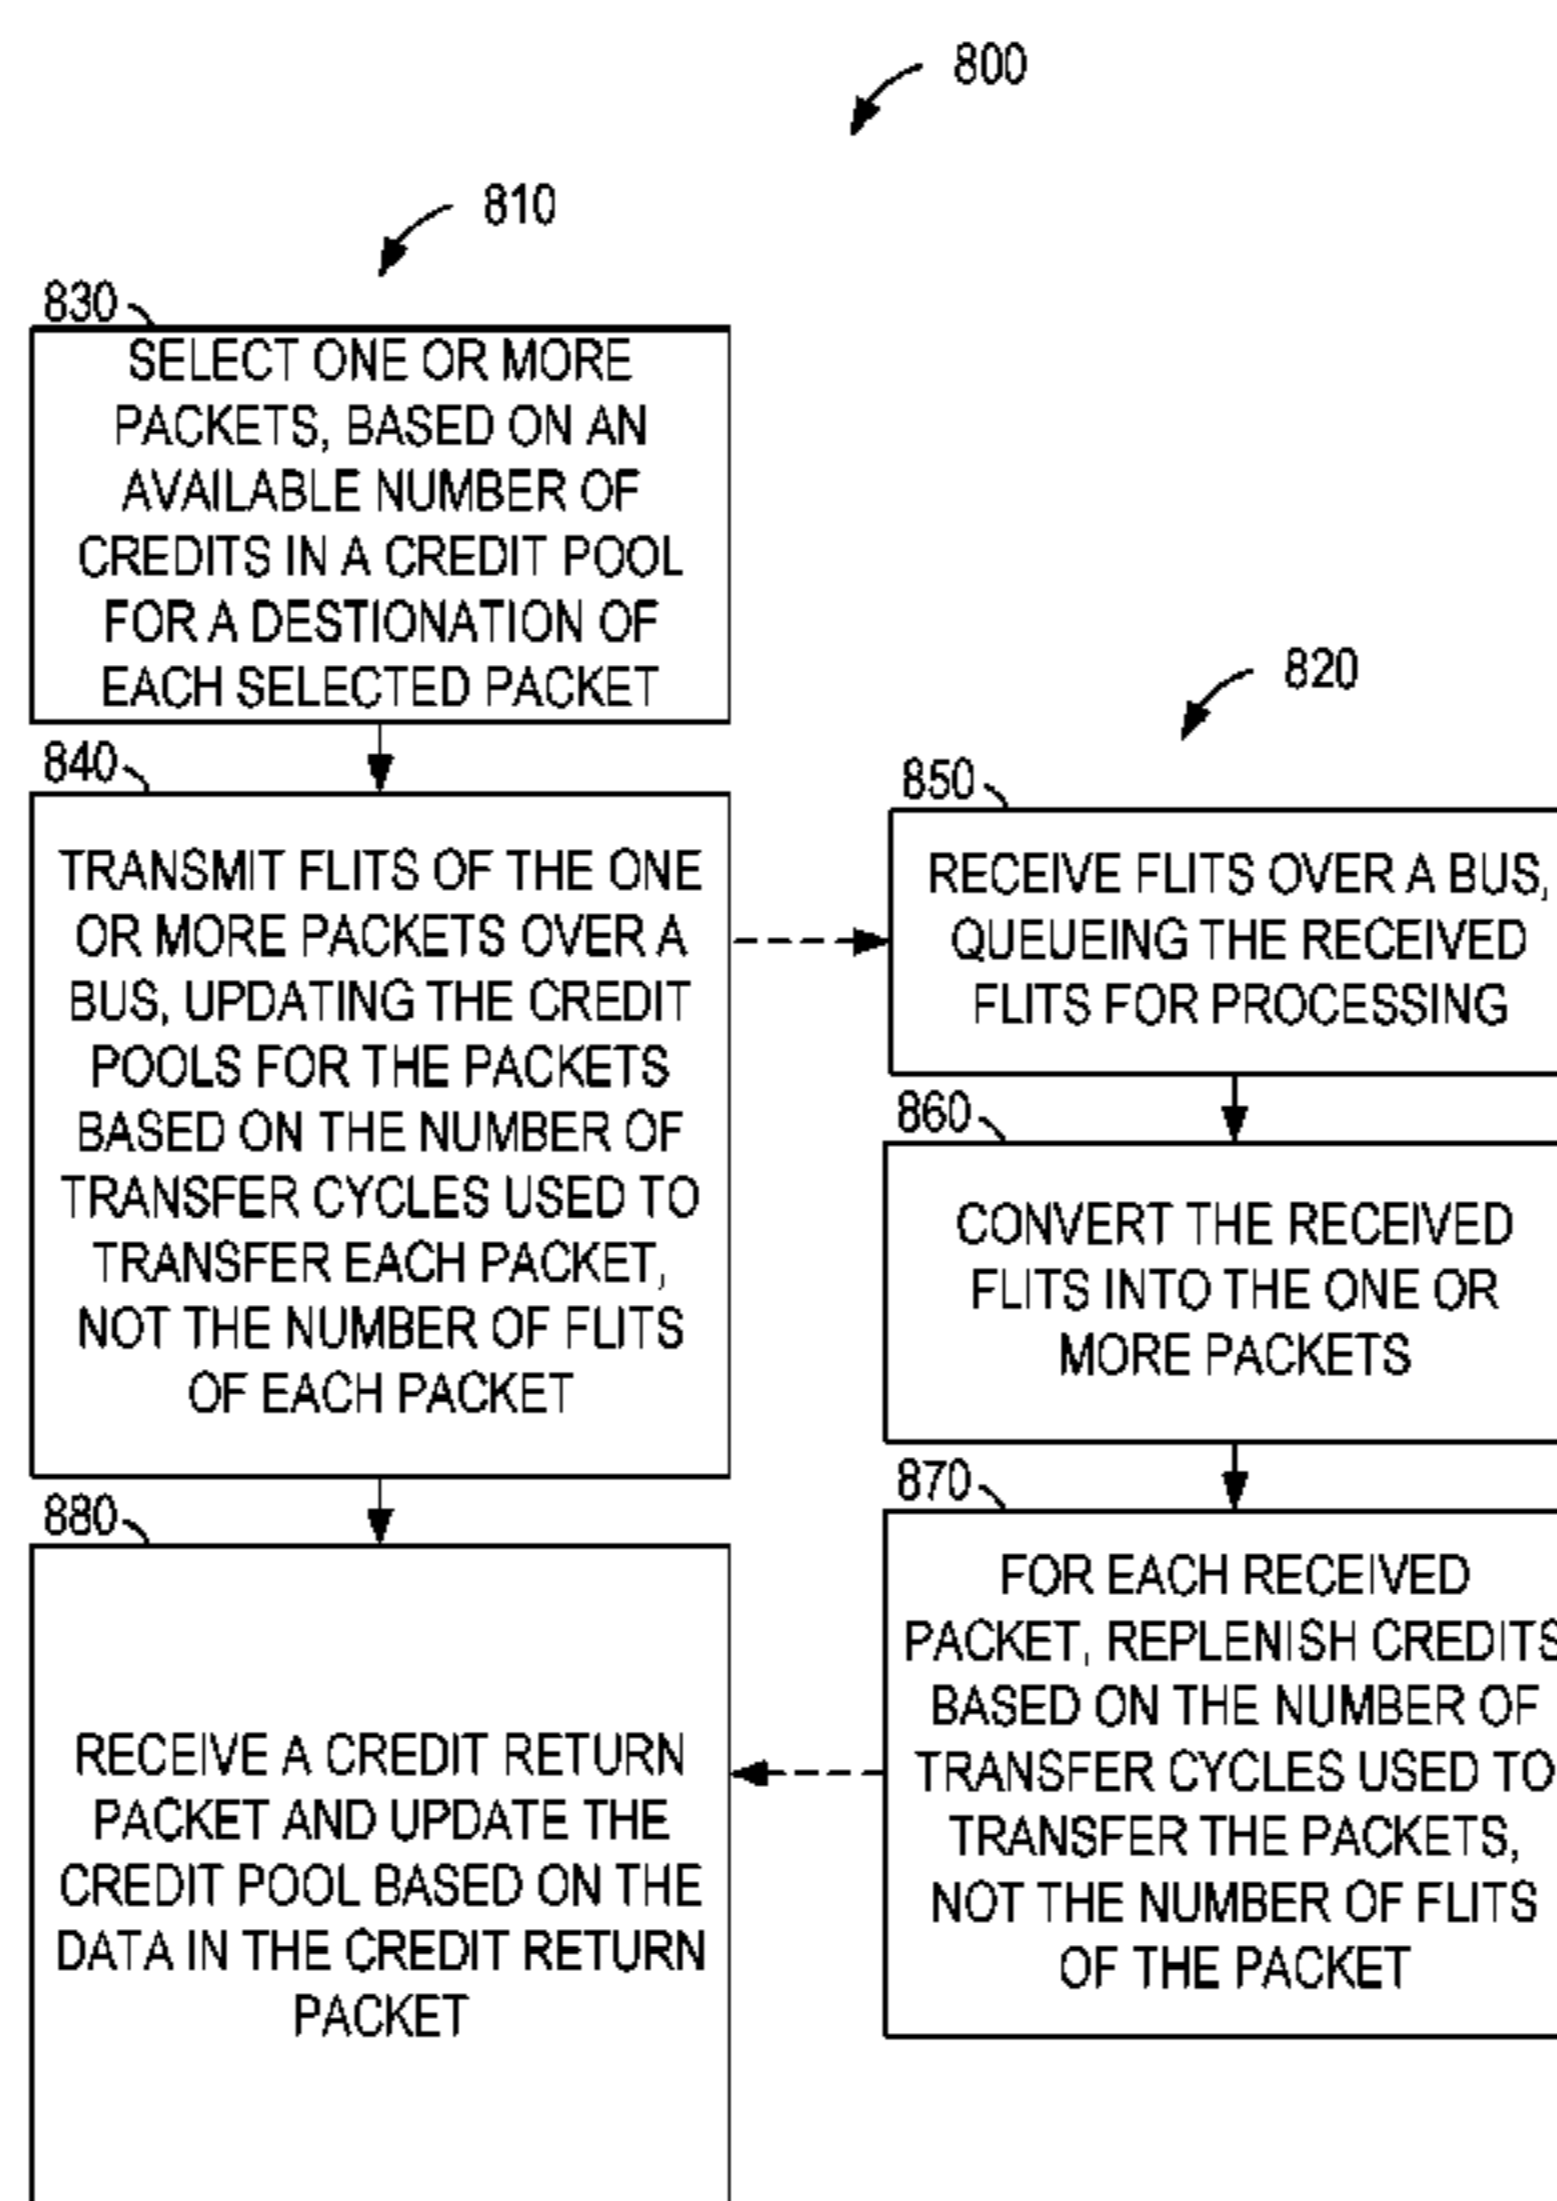 800
810
830
SELECT ONE OR MORE
PACKETS, BASED ON AN
AVAILABLE NUMBER OF
CREDITS IN A CREDIT POOL
FOR A DESTIONATION OF
EACH SELECTED PACKET
840
TRANSMIT FLITS OF THE ONE
OR MORE PACKETS OVER A
BUS, UPDATING THE CREDIT
POOLS FOR THE PACKETS
BASED ON THE NUMBER OF
TRANSFER CYCLES USED TO
TRANSFER EACH PACKET,
NOT THE NUMBER OF FLITS
OF EACH PACKET
880
RECEIVE A CREDIT RETURN
PACKET AND UPDATE THE
CREDIT POOL BASED ON THE
DATA IN THE CREDIT RETURN
PACKET
820
850
RECEIVE FLITS OVER A BUS,
QUEUEING THE RECEIVED
FLITS FOR PROCESSING
860
CONVERT THE RECEIVED
FLITS INTO THE ONE OR
MORE PACKETS
870
FOR EACH RECEIVED
PACKET, REPLENISH CREDITS
BASED ON THE NUMBER OF
TRANSFER CYCLES USED TO
TRANSFER THE PACKETS,
NOT THE NUMBER OF FLITS
OF THE PACKET